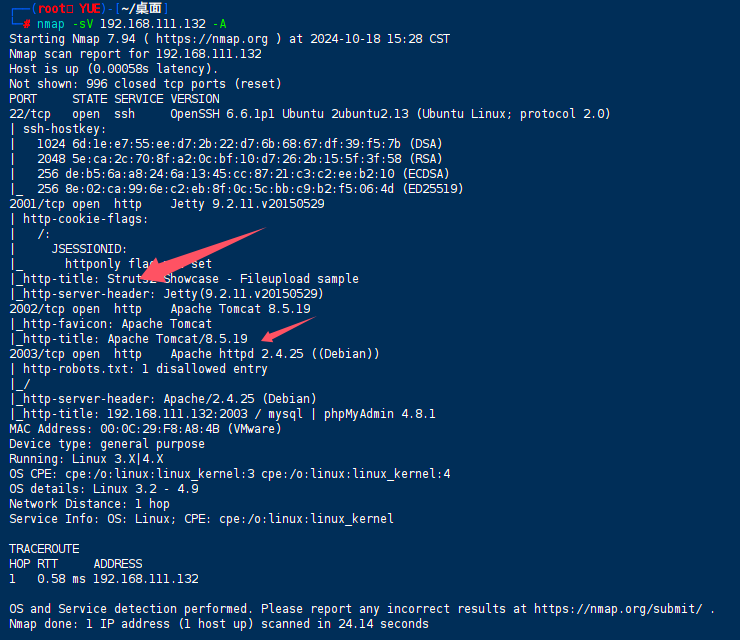 ┌──(root㉿ YUE)-[~/桌面]
└─# nmap -sV 192.168.111.132 -A
Starting Nmap 7.94 ( https://nmap.org ) at 2024-10-18 15:28 CST
Nmap scan report for 192.168.111.132
Host is up (0.00058s latency).
Not shown: 996 closed tcp ports (reset)
PORT     STATE SERVICE VERSION
22/tcp   open  ssh     OpenSSH 6.6.1p1 Ubuntu 2ubuntu2.13 (Ubuntu Linux; protocol 2.0)
| ssh-hostkey:
|   1024 6d:1e:e7:55:ee:d7:2b:22:d7:6b:68:67:df:39:f5:7b (DSA)
|   2048 5e:ca:2c:70:8f:a2:0c:bf:10:d7:26:2b:15:5f:3f:58 (RSA)
|   256 de:b5:6a:a8:24:6a:13:45:cc:87:21:c3:c2:ee:b2:10 (ECDSA)
|_  256 8e:02:ca:99:6e:c2:eb:8f:0c:5c:bb:c9:b2:f5:06:4d (ED25519)
2001/tcp open  http    Jetty 9.2.11.v20150529
| http-cookie-flags:
|   /:
|     JSESSIONID:
|_      httponly set
|_http-title: Struts2 Showcase - Fileupload sample
|_http-server-header: Jetty(9.2.11.v20150529)
2002/tcp open  http    Apache Tomcat 8.5.19
|_http-favicon: Apache Tomcat
|_http-title: Apache Tomcat/8.5.19
2003/tcp open  http    Apache httpd 2.4.25 ((Debian))
| http-robots.txt: 1 disallowed entry
|_/
|_http-server-header: Apache/2.4.25 (Debian)
|_http-title: 192.168.111.132:2003 / mysql | phpMyAdmin 4.8.1
MAC Address: 00:0C:29:F8:A8:4B (VMware)
Device type: general purpose
Running: Linux 3.X|4.X
OS CPE: cpe:/o:linux:linux_kernel:3 cpe:/o:linux:linux_kernel:4
OS details: Linux 3.2 - 4.9
Network Distance: 1 hop
Service Info: OS: Linux; CPE: cpe:/o:linux:linux_kernel
TRACEROUTE
HOP RTT     ADDRESS
1   0.58 ms 192.168.111.132
OS and Service detection performed. Please report any incorrect results at https://nmap.org/submit/ .
Nmap done: 1 IP address (1 host up) scanned in 24.14 seconds